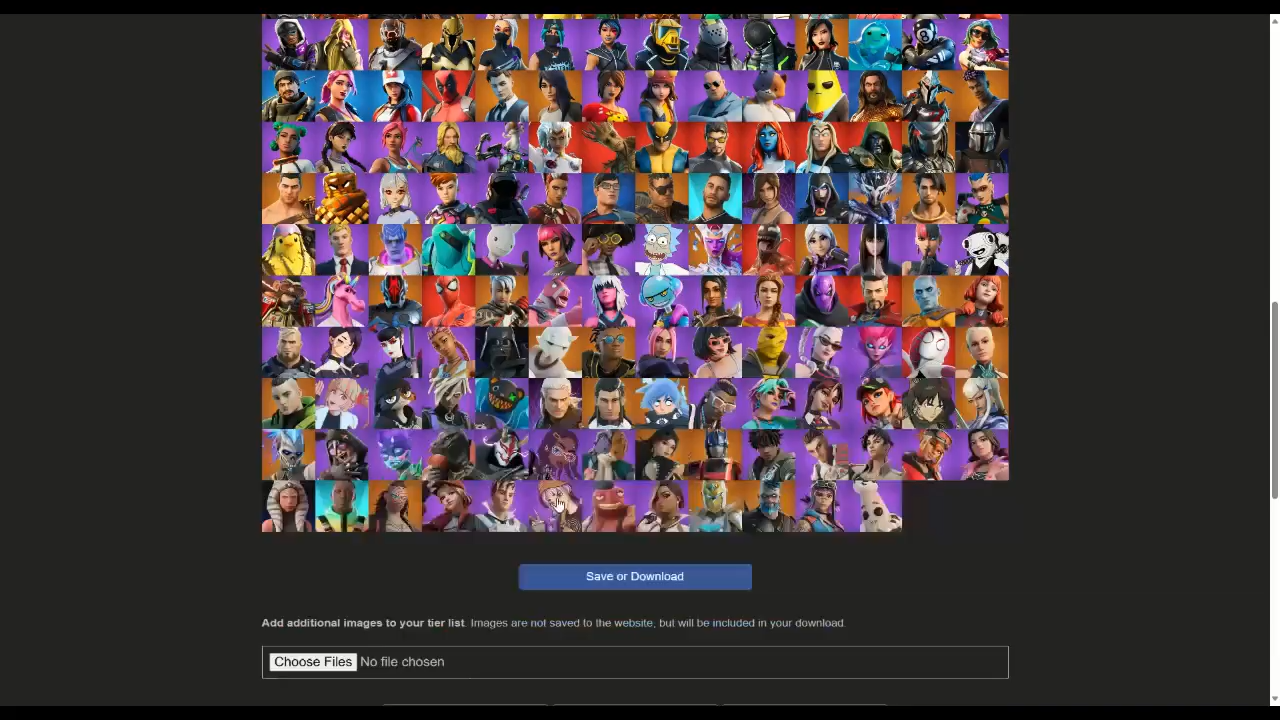 Save or Download
Add additional images to your tier list. Images are not saved to the website, but will be included in your download.
Choose Files No file chosen